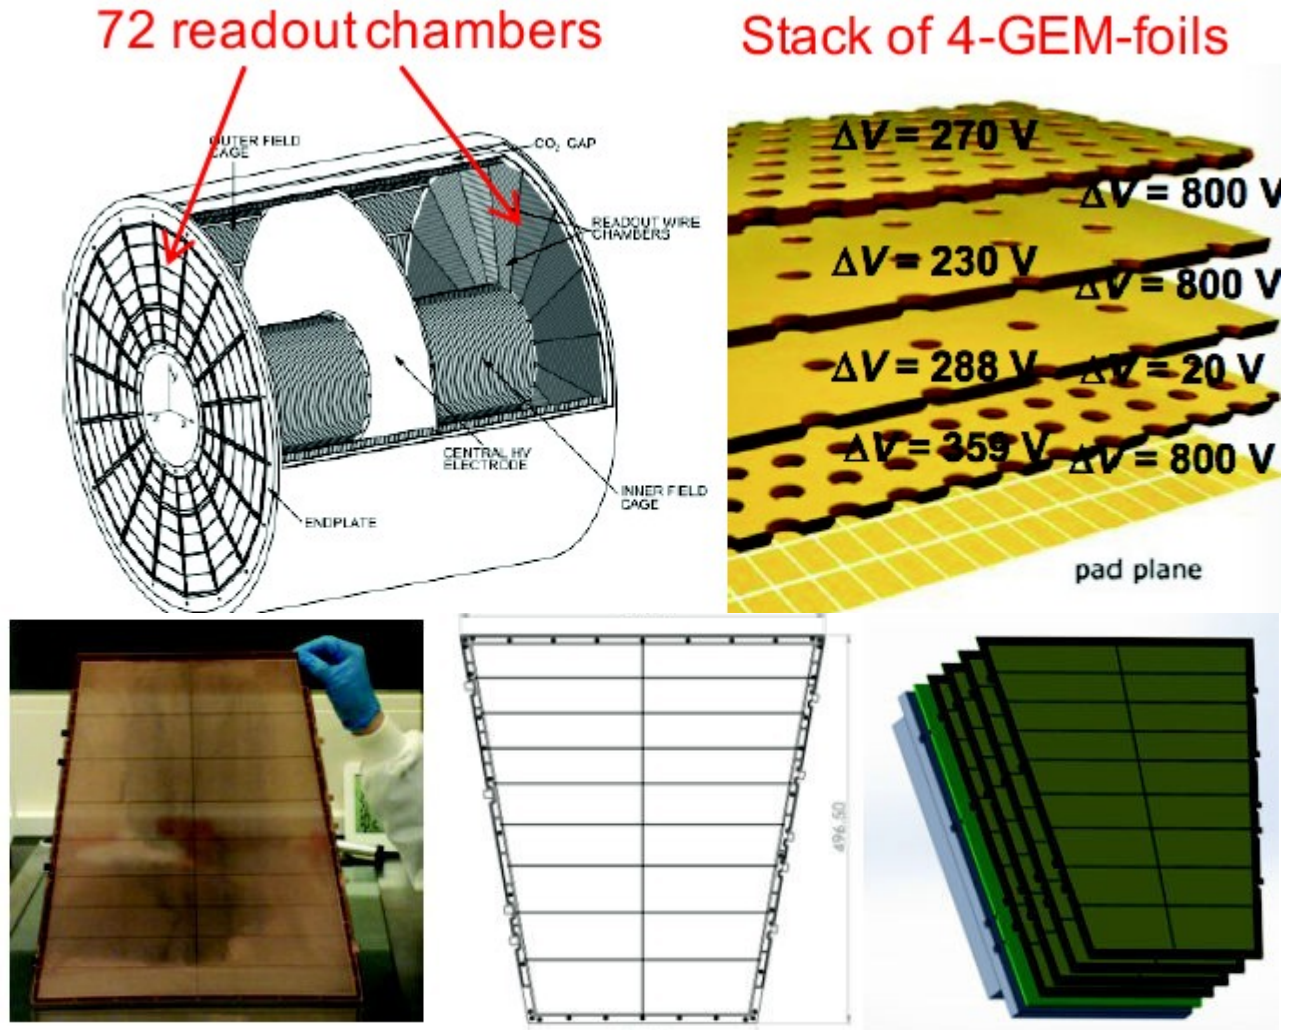 72 readout chambers
Stack of 4-GEM-foils
OUTER FIELD
CAGE
CO₂ GAP
READOUT WIRE
CHAMBERS
CENTRAL HV
ELECTRODE
INNER FIELD
CAGE
ENDPLATE
ΔV = 270 V
ΔV = 800 V
ΔV = 230 V
ΔV = 800 V
ΔV = 288 V
ΔV = 20 V
ΔV = 359 V
ΔV = 800 V
pad plane
496.50